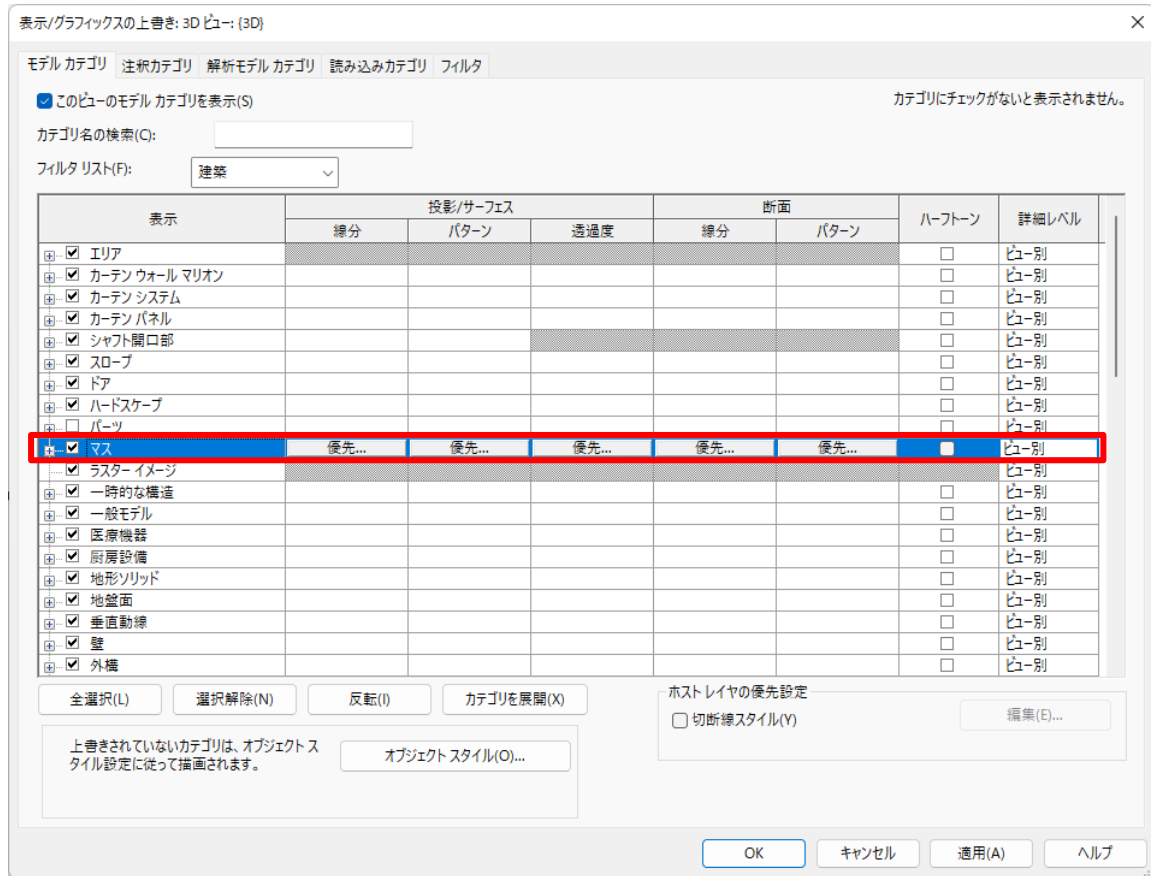 表示/グラフィックスの上書き: 3D ビュー: {3D}
モデル カテゴリ 注釈カテゴリ 解析モデル カテゴリ 読み込みカテゴリ フィルタ
このビューのモデル カテゴリを表示(S) カテゴリにチェックがないと表示されません。
カテゴリ名の検索(C):
フィルタ リスト(F): 建築
表示 投影/サーフェス 断面 ハーフトーン 詳細レベル
線分 パターン 透過度 線分 パターン
エリア ビュー別
カーテン ウォール マリオン ビュー別
カーテン システム ビュー別
カーテン パネル ビュー別
シャフト開口部 ビュー別
スロープ ビュー別
ドア ビュー別
ハードスケープ ビュー別
パーツ ビュー別
マス 優先... 優先... 優先... 優先... 優先... ビュー別
ラスター イメージ ビュー別
一時的な構造 ビュー別
一般モデル ビュー別
医療機器 ビュー別
厨房設備 ビュー別
地形ソリッド ビュー別
地盤面 ビュー別
垂直動線 ビュー別
壁 ビュー別
外構 ビュー別
全選択(L) 選択解除(N) 反転(I) カテゴリを展開(X)
ホスト レイヤの優先設定
切断線スタイル(Y) 編集(E)...
上書きされていないカテゴリは、オブジェクト ス
タイル設定に従って描画されます。
オブジェクト スタイル(O)...
OK キャンセル 適用(A) ヘルプ